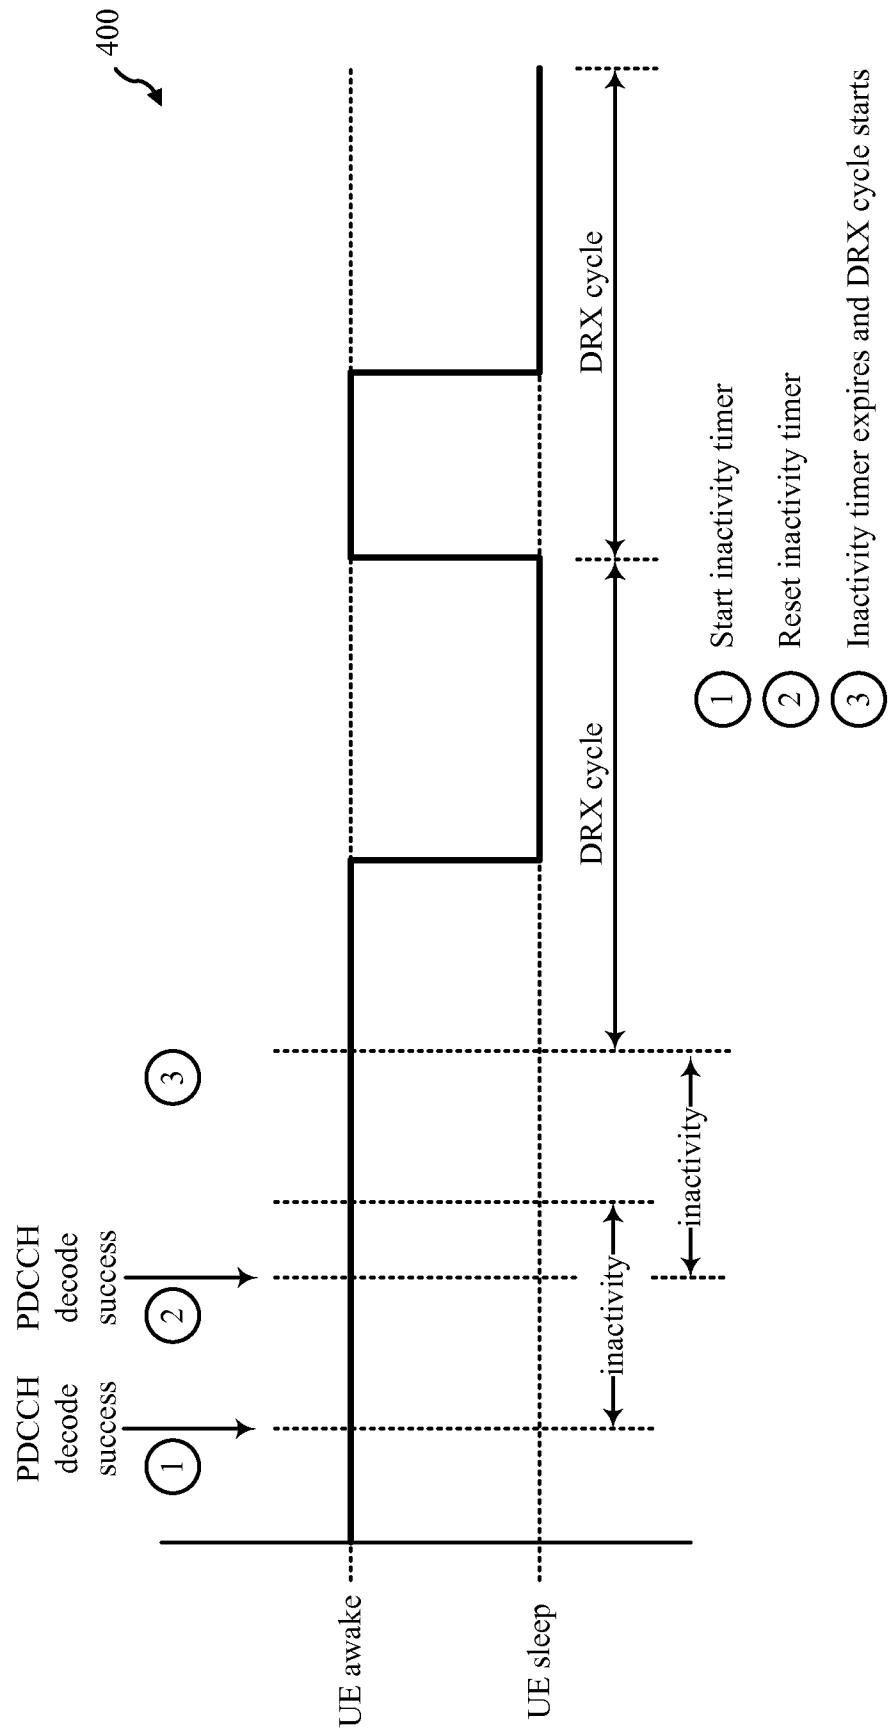 400
PDCCH
decode
success
PDCCH
decode
success
1
2
3
UE awake
UE sleep
inactivity
inactivity
DRX cycle
DRX cycle
1 Start inactivity timer
2 Reset inactivity timer
3 Inactivity timer expires and DRX cycle starts